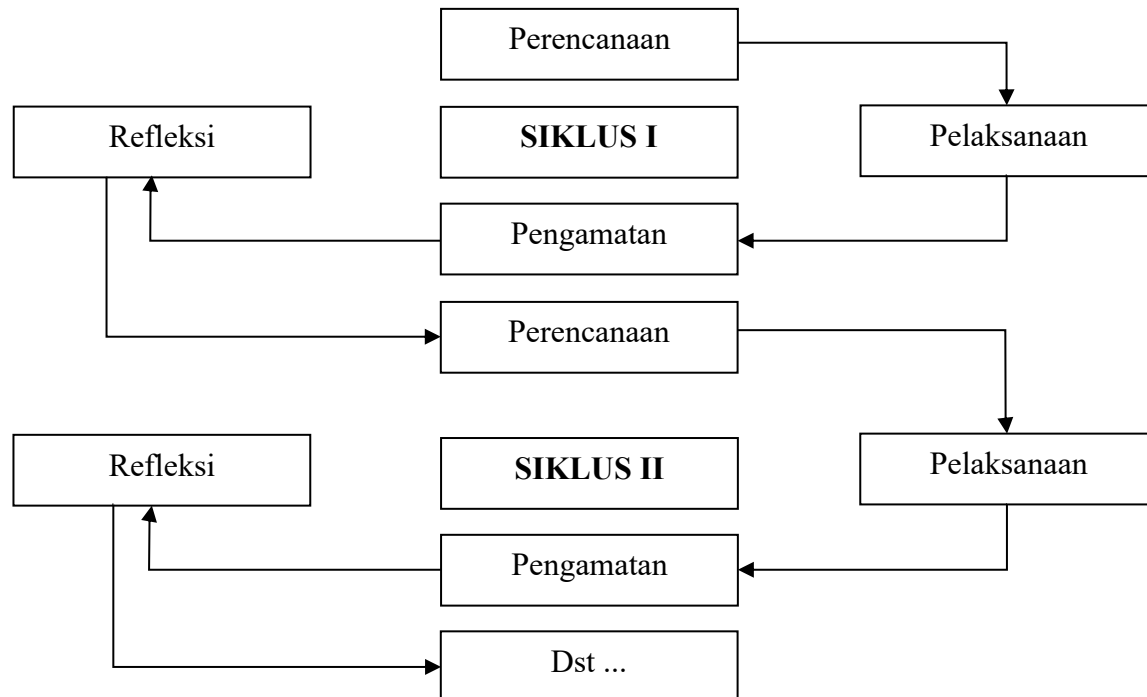 Perencanaan
Refleksi
SIKLUS I
Pelaksanaan
Pengamatan
Perencanaan
Refleksi
SIKLUS II
Pelaksanaan
Pengamatan
Dst ...